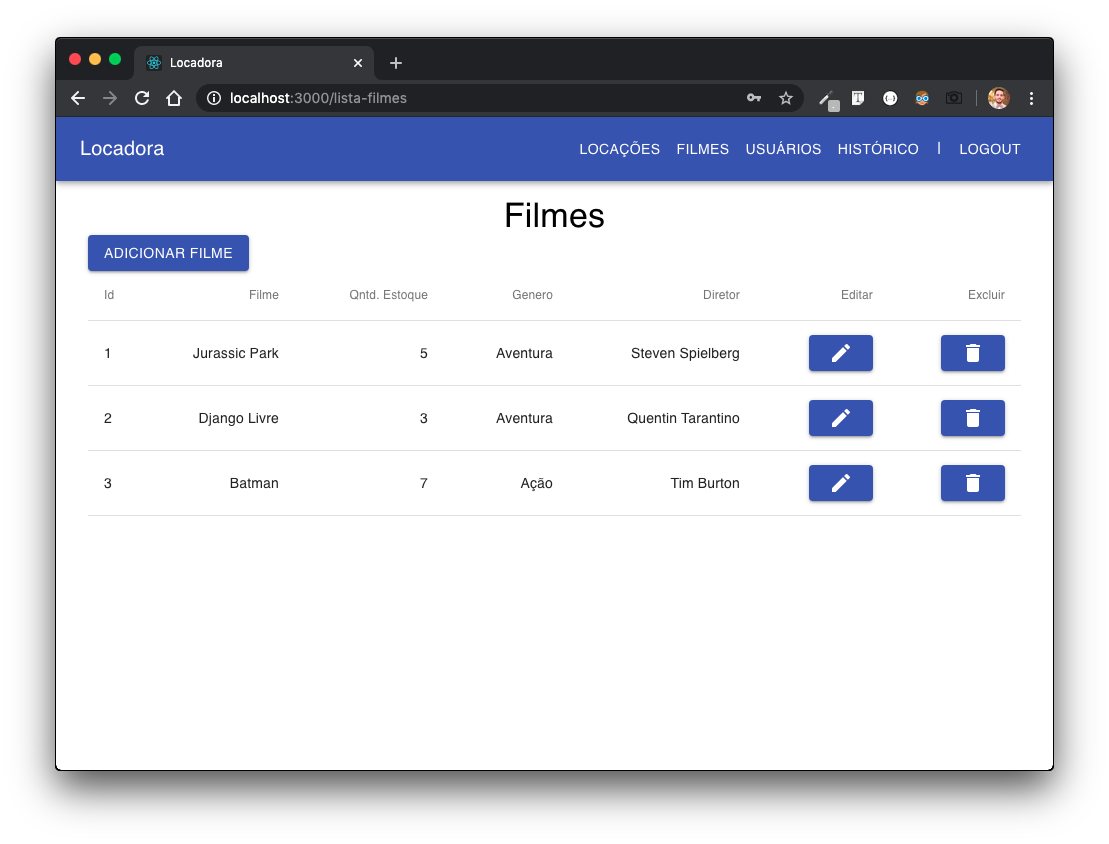 Locadora
localhost:3000/lista-filmes
Locadora LOCAÇÕES FILMES USUÁRIOS HISTÓRICO | LOGOUT
Filmes
ADICIONAR FILME
Id Filme Qntd. Estoque Genero Diretor Editar Excluir
1 Jurassic Park 5 Aventura Steven Spielberg
2 Django Livre 3 Aventura Quentin Tarantino
3 Batman 7 Ação Tim Burton